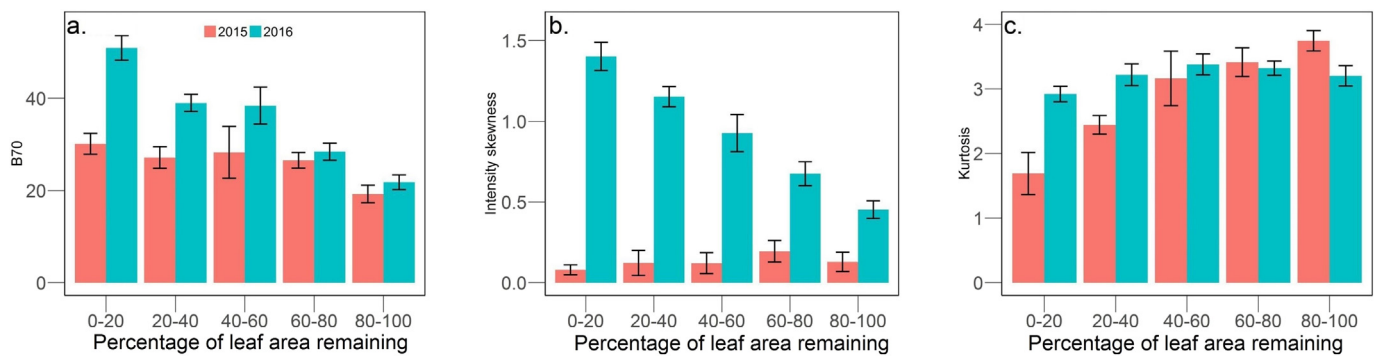 a.
2015 2016
B70
40
20
0
0-20 20-40 40-60 60-80 80-100
Percentage of leaf area remaining
b.
Intensity skewness
1.5
1.0
0.5
0.0
0-20 20-40 40-60 60-80 80-100
Percentage of leaf area remaining
c.
Kurtosis
4
3
2
1
0
0-20 20-40 40-60 60-80 80-100
Percentage of leaf area remaining